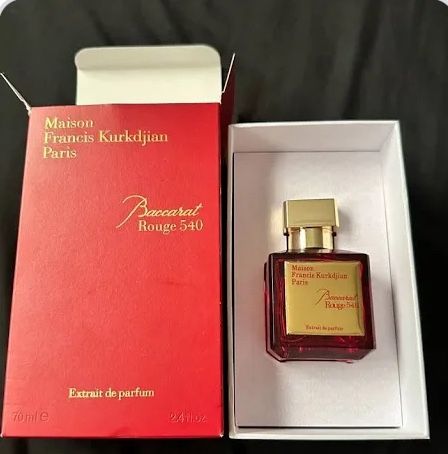 Maison
Francis Kurkdjian
Paris
Baccarat
Rouge 540
Extrait de parfum
70 ml e
2.4 fl.oz.
Maison
Francis Kurkdjian
Paris
Baccarat
Rouge 540
Extrait de parfum